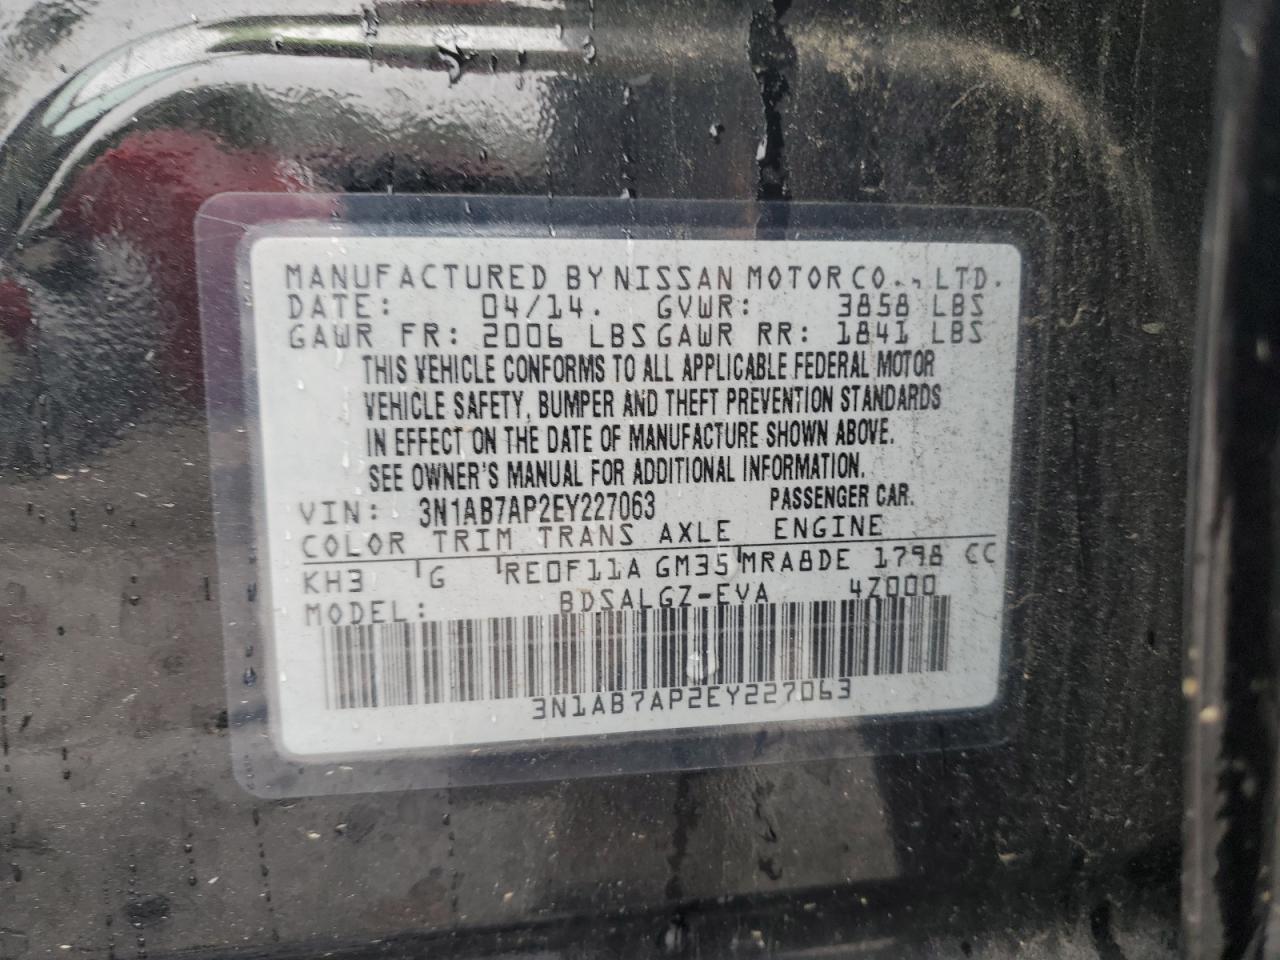 MANUFACTURED BY NISSAN MOTOR CO., LTD.
DATE: 04/14. GVWR: 3858 LBS
GAWR FR: 2006 LBS GAWR RR: 1841 LBS
THIS VEHICLE CONFORMS TO ALL APPLICABLE FEDERAL MOTOR
VEHICLE SAFETY, BUMPER AND THEFT PREVENTION STANDARDS
IN EFFECT ON THE DATE OF MANUFACTURE SHOWN ABOVE.
SEE OWNER'S MANUAL FOR ADDITIONAL INFORMATION.
VIN: 3N1AB7AP2EY227063 PASSENGER CAR.
COLOR TRIM TRANS AXLE ENGINE
KH3 G RE0F11A GM35 MRA8DE 1798 CC
MODEL: BDSALGZ-EVA 4Z000
3N1AB7AP2EY227063